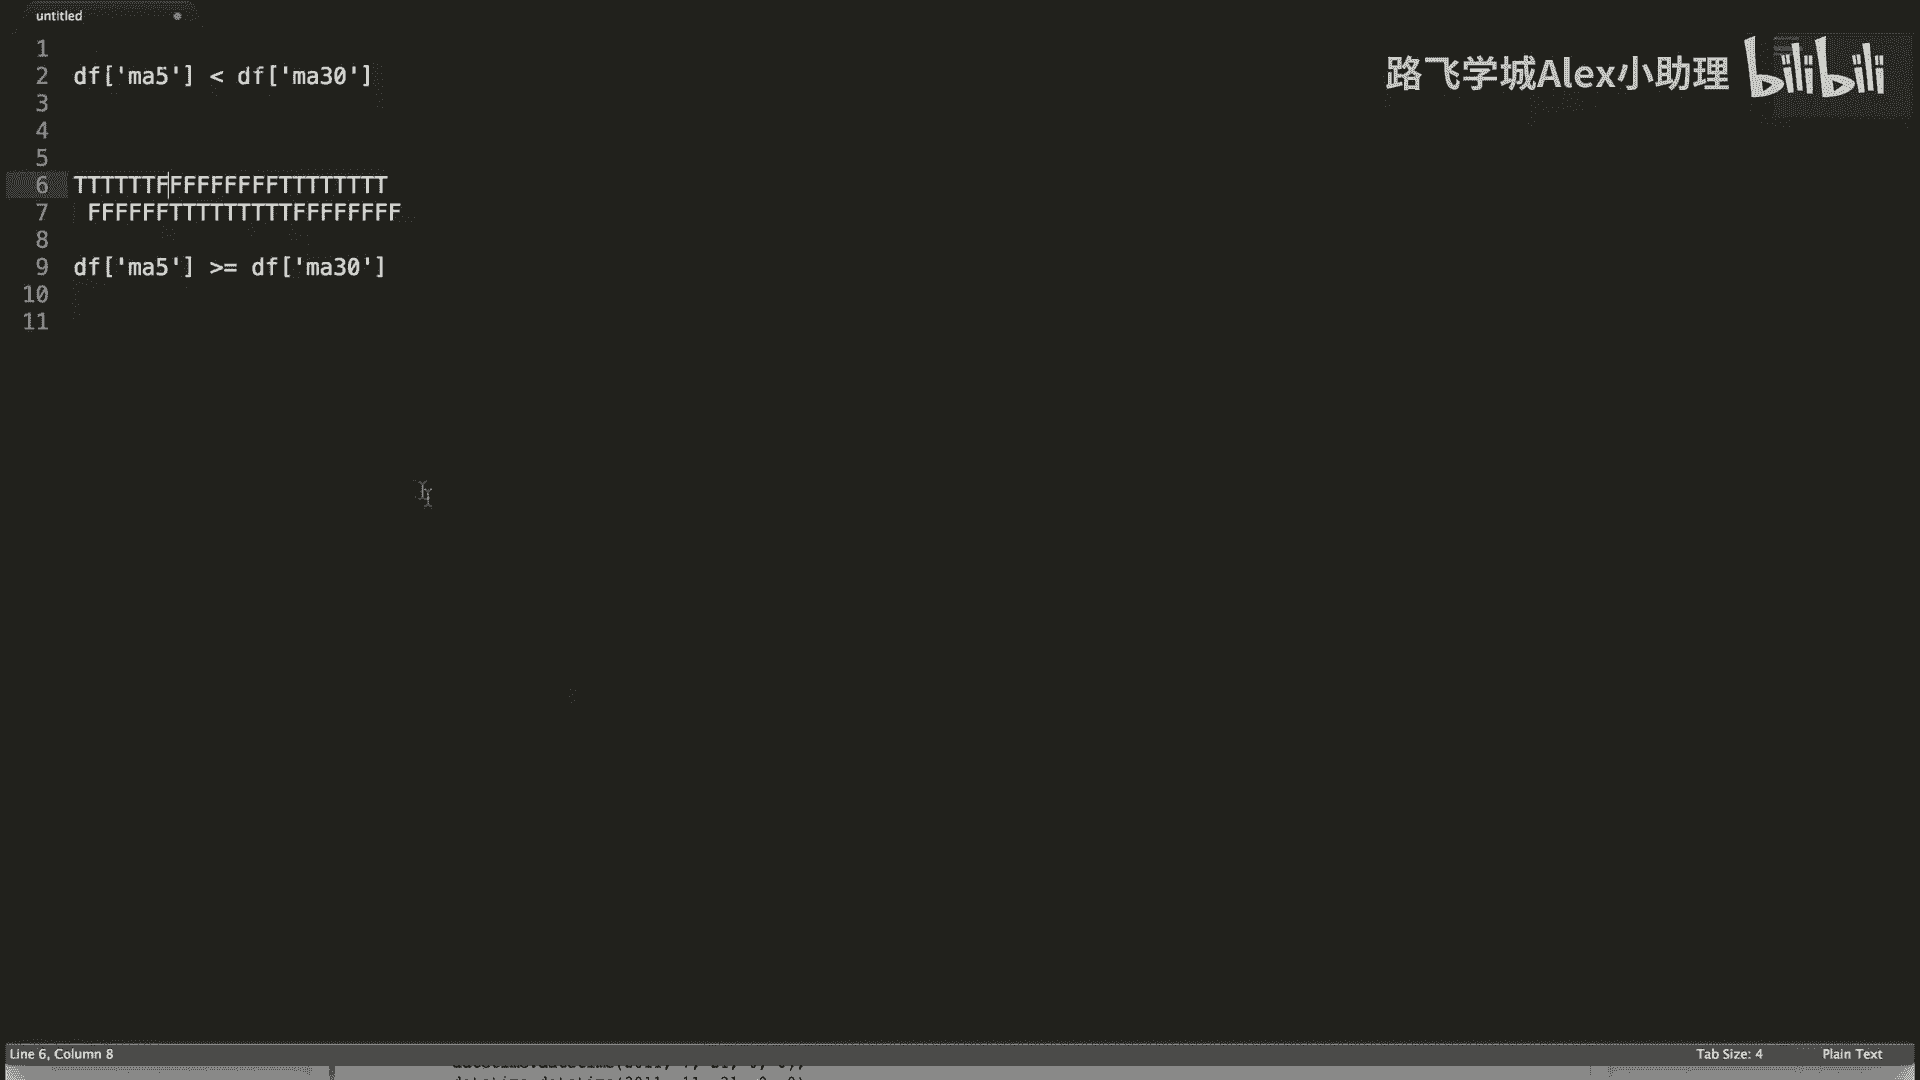 untitled
路飞学城Alex小助理 bilibili
1
2 df['ma5'] < df['ma30']
3
4
5
6 TTTTTTFFFFFFFFFTTTTTTTT
7 FFFFFFTTTTTTTTTFFFFFFFF
8
9 df['ma5'] >= df['ma30']
10
11
Line 6, Column 8 Tab Size: 4 Plain Text